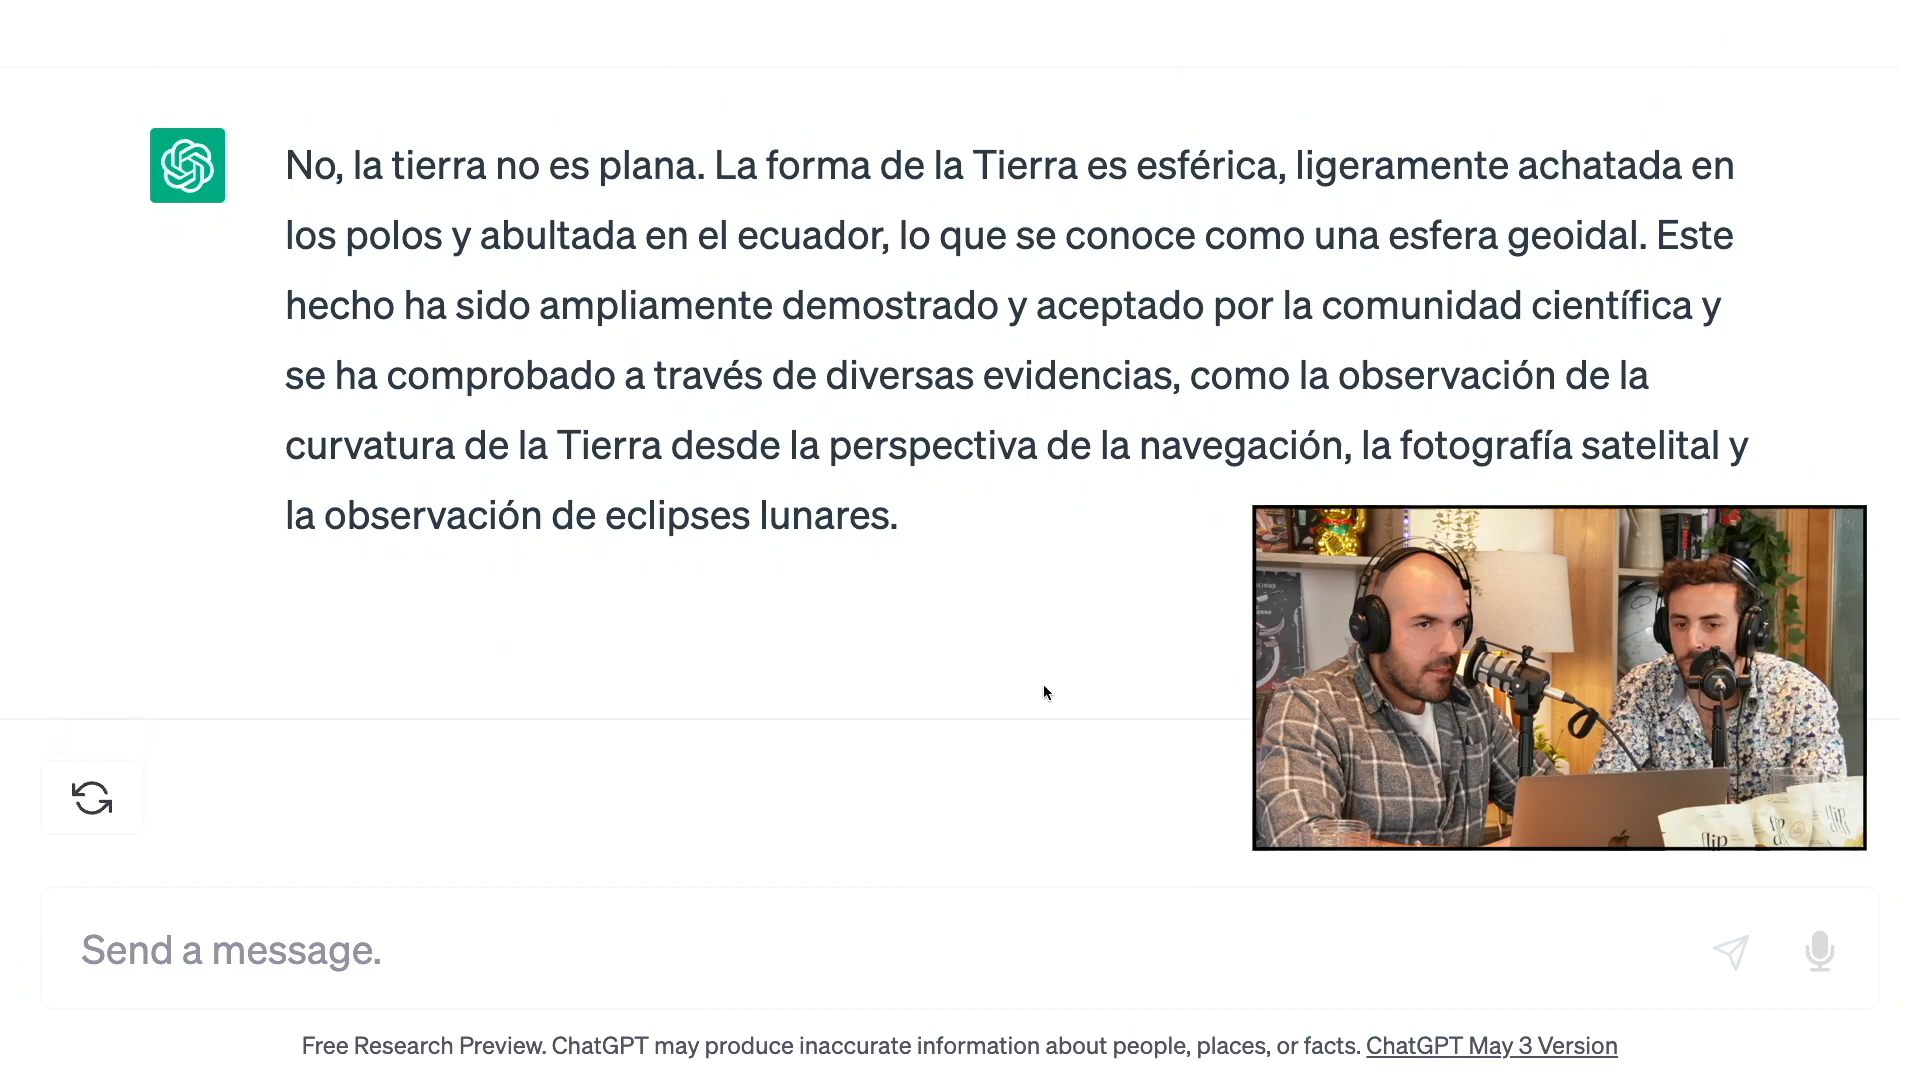 No, la tierra no es plana. La forma de la Tierra es esférica, ligeramente achatada en
los polos y abultada en el ecuador, lo que se conoce como una esfera geoidal. Este
hecho ha sido ampliamente demostrado y aceptado por la comunidad científica y
se ha comprobado a través de diversas evidencias, como la observación de la
curvatura de la Tierra desde la perspectiva de la navegación, la fotografía satelital y
la observación de eclipses lunares.
Send a message.
Free Research Preview. ChatGPT may produce inaccurate information about people, places, or facts. ChatGPT May 3 Version